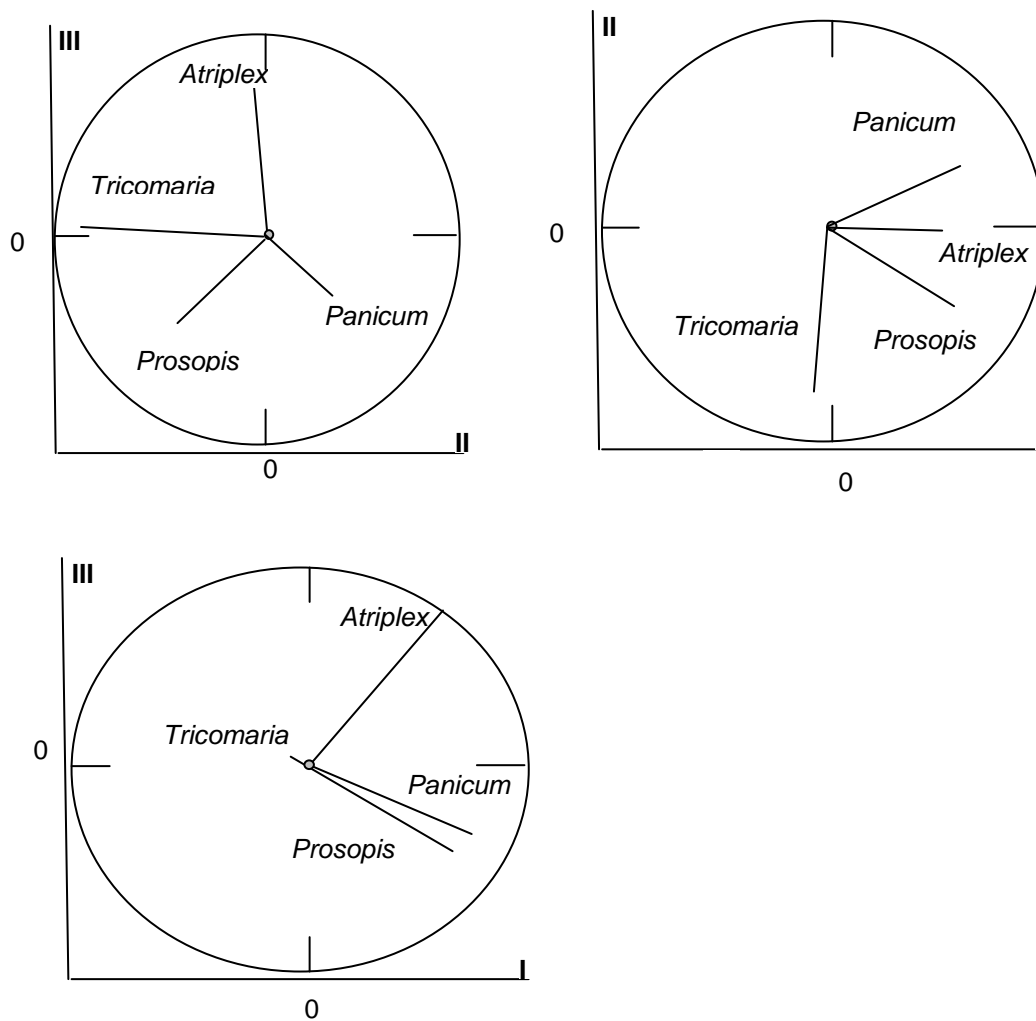 III
Atriplex
Tricomaria
0
Panicum
Prosopis
II
0
II
Panicum
0
Atriplex
Tricomaria
Prosopis
0
III
Atriplex
Tricomaria
0
Panicum
Prosopis
I
0